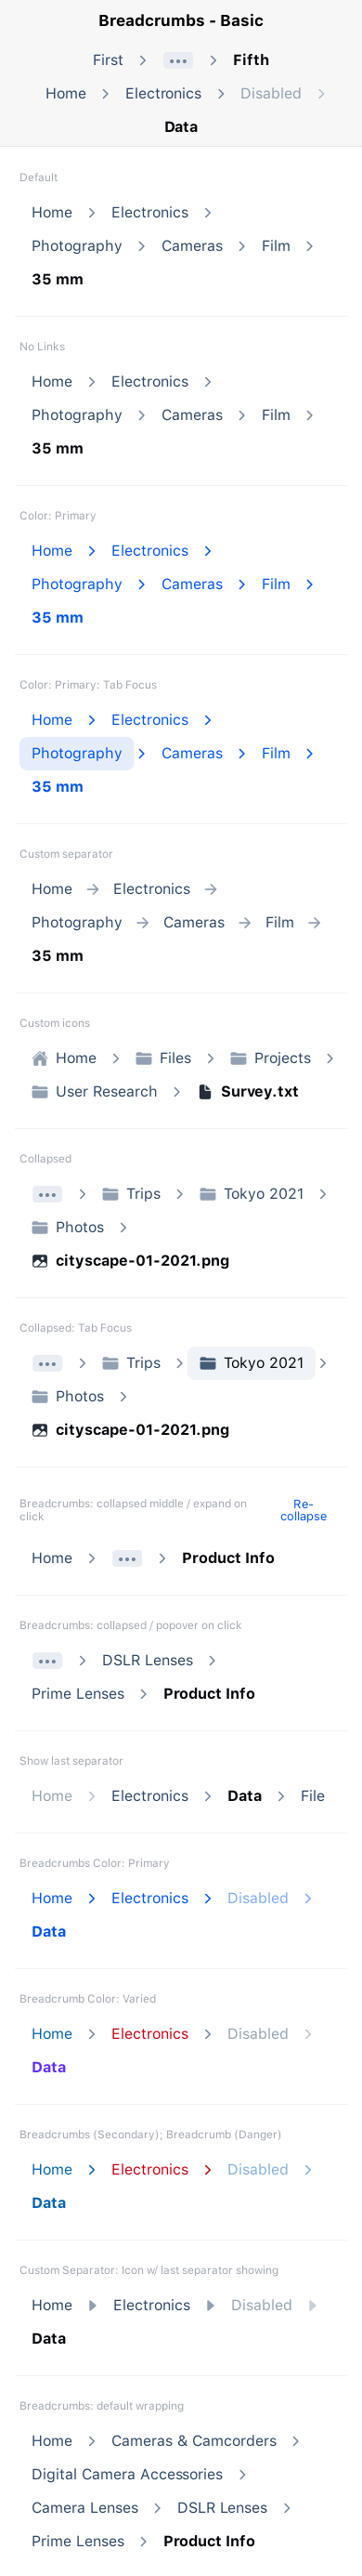 Breadcrumbs - Basic
First ••• Fifth
Home Electronics Disabled
Data
Default
Home Electronics
Photography Cameras Film
35 mm
No Links
Home Electronics
Photography Cameras Film
35 mm
Color: Primary
Home Electronics
Photography Cameras Film
35 mm
Color: Primary: Tab Focus
Home Electronics
Photography Cameras Film
35 mm
Custom separator
Home Electronics
Photography Cameras Film
35 mm
Custom icons
Home Files Projects
User Research Survey.txt
Collapsed
••• Trips Tokyo 2021
Photos
cityscape-01-2021.png
Collapsed: Tab Focus
••• Trips Tokyo 2021
Photos
cityscape-01-2021.png
Breadcrumbs: collapsed middle / expand on
click
Re-
collapse
Home ••• Product Info
Breadcrumbs: collapsed / popover on click
••• DSLR Lenses
Prime Lenses Product Info
Show last separator
Home Electronics Data File
Breadcrumbs Color: Primary
Home Electronics Disabled
Data
Breadcrumb Color: Varied
Home Electronics Disabled
Data
Breadcrumbs (Secondary); Breadcrumb (Danger)
Home Electronics Disabled
Data
Custom Separator: Icon w/ last separator showing
Home Electronics Disabled
Data
Breadcrumbs: default wrapping
Home Cameras & Camcorders
Digital Camera Accessories
Camera Lenses DSLR Lenses
Prime Lenses Product Info